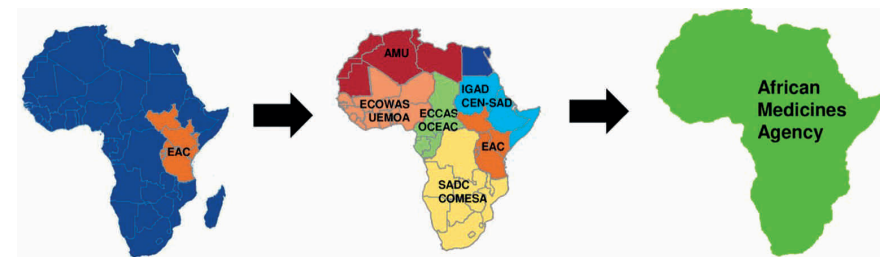 EAC
AMU
ECOWAS
UEMOA
ECCAS
OCEAC
IGAD
CEN-SAD
EAC
SADC
COMESA
African
Medicines
Agency